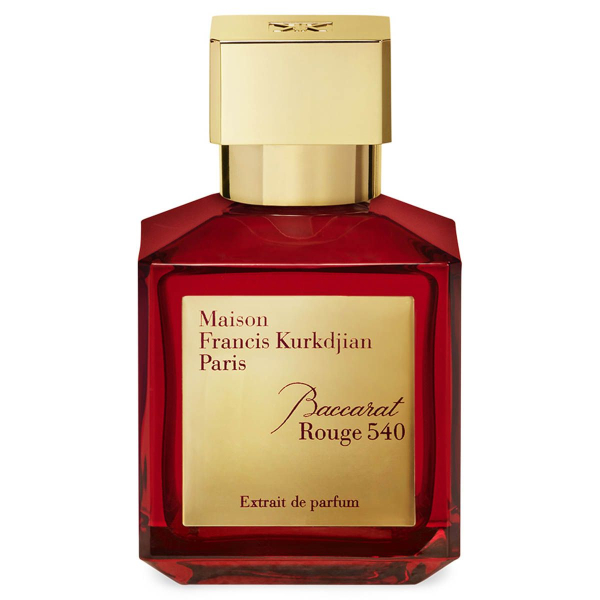 Maison
Francis Kurkdjian
Paris
Baccarat
Rouge 540
Extrait de parfum